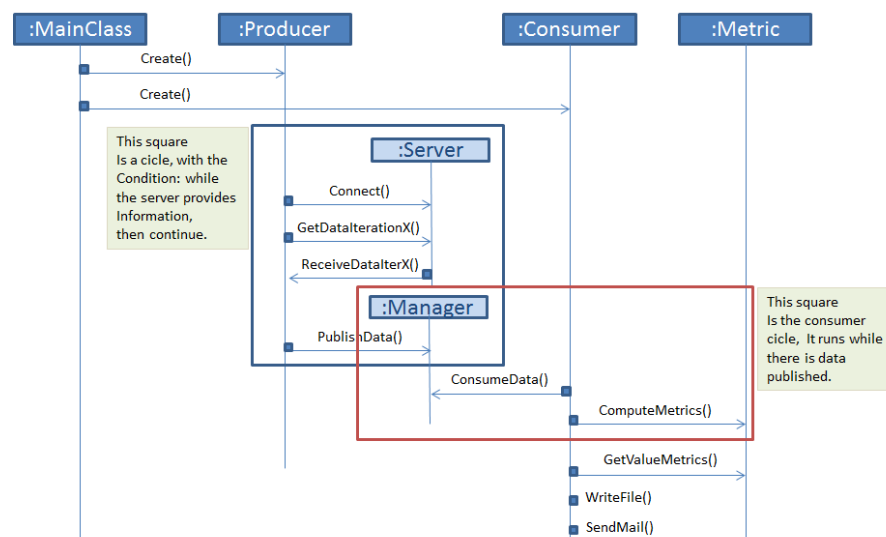 :MainClass
:Producer
:Consumer
:Metric
Create()
Create()
This square
Is a cicle, with the
Condition: while
the server provides
Information,
then continue.
:Server
Connect()
GetDataIterationX()
ReceiveDataIterX()
:Manager
PublishData()
This square
Is the consumer
cicle, It runs while
there is data
published.
ConsumeData()
ComputeMetrics()
GetValueMetrics()
WriteFile()
SendMail()